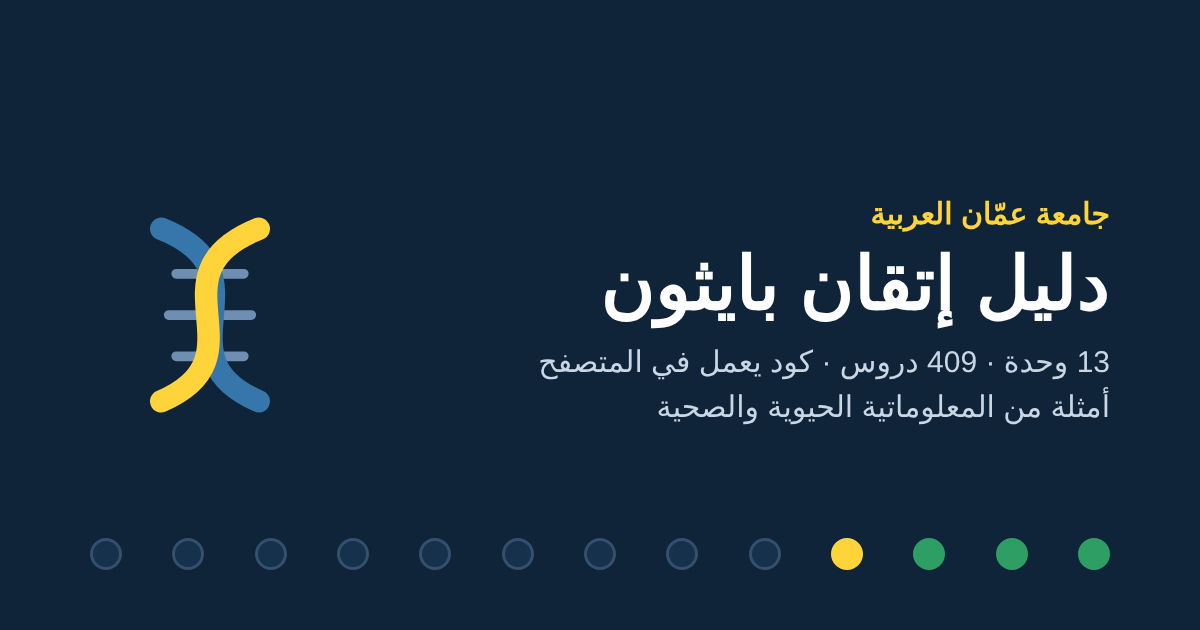 جامعة عمّان العربية
دليل إتقان بايثون
13 وحدة · 409 دروس · كود يعمل في المتصفح
أمثلة من المعلوماتية الحيوية والصحية